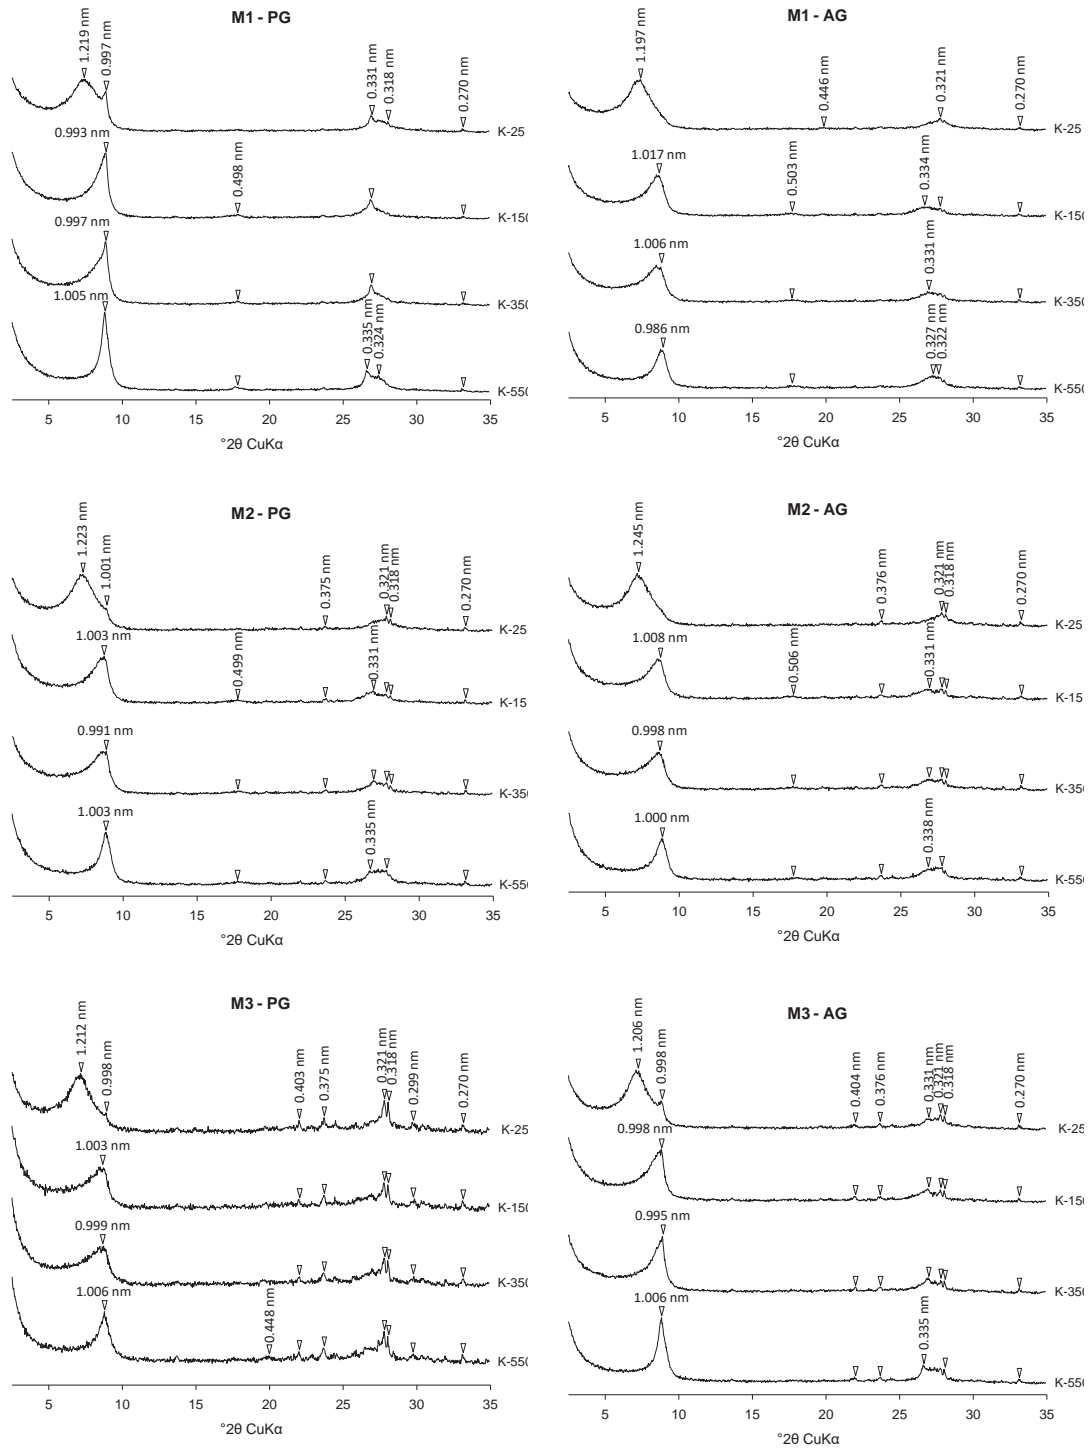 M1 - PG
1.219 nm
0.997 nm
0.331 nm
0.318 nm
0.270 nm
K-25
0.993 nm
0.498 nm
K-150
0.997 nm
K-350
1.005 nm
0.335 nm
0.324 nm
K-550
5 10 15 20 25 30 35
°2θ CuKα
M1 - AG
1.197 nm
0.446 nm
0.321 nm
0.270 nm
K-25
1.017 nm
0.503 nm
0.334 nm
K-150
1.006 nm
0.331 nm
K-350
0.986 nm
0.327 nm
0.322 nm
K-550
5 10 15 20 25 30 35
°2θ CuKα
M2 - PG
1.223 nm
1.001 nm
0.375 nm
0.321 nm
0.318 nm
0.270 nm
K-25
1.003 nm
0.499 nm
0.331 nm
K-15
0.991 nm
K-350
1.003 nm
0.335 nm
K-550
5 10 15 20 25 30 35
°2θ CuKα
M2 - AG
1.245 nm
0.376 nm
0.321 nm
0.318 nm
0.270 nm
K-25
1.008 nm
0.506 nm
0.331 nm
K-15
0.998 nm
K-350
1.000 nm
0.338 nm
K-550
5 10 15 20 25 30 35
°2θ CuKα
M3 - PG
1.212 nm
0.998 nm
0.403 nm
0.375 nm
0.321 nm
0.318 nm
0.299 nm
0.270 nm
K-25
1.003 nm
K-150
0.999 nm
K-350
1.006 nm
0.448 nm
K-550
5 10 15 20 25 30 35
°2θ CuKα
M3 - AG
1.206 nm
0.998 nm
0.404 nm
0.376 nm
0.331 nm
0.321 nm
0.318 nm
0.270 nm
K-25
0.998 nm
K-150
0.995 nm
K-350
1.006 nm
0.335 nm
K-550
5 10 15 20 25 30 35
°2θ CuKα